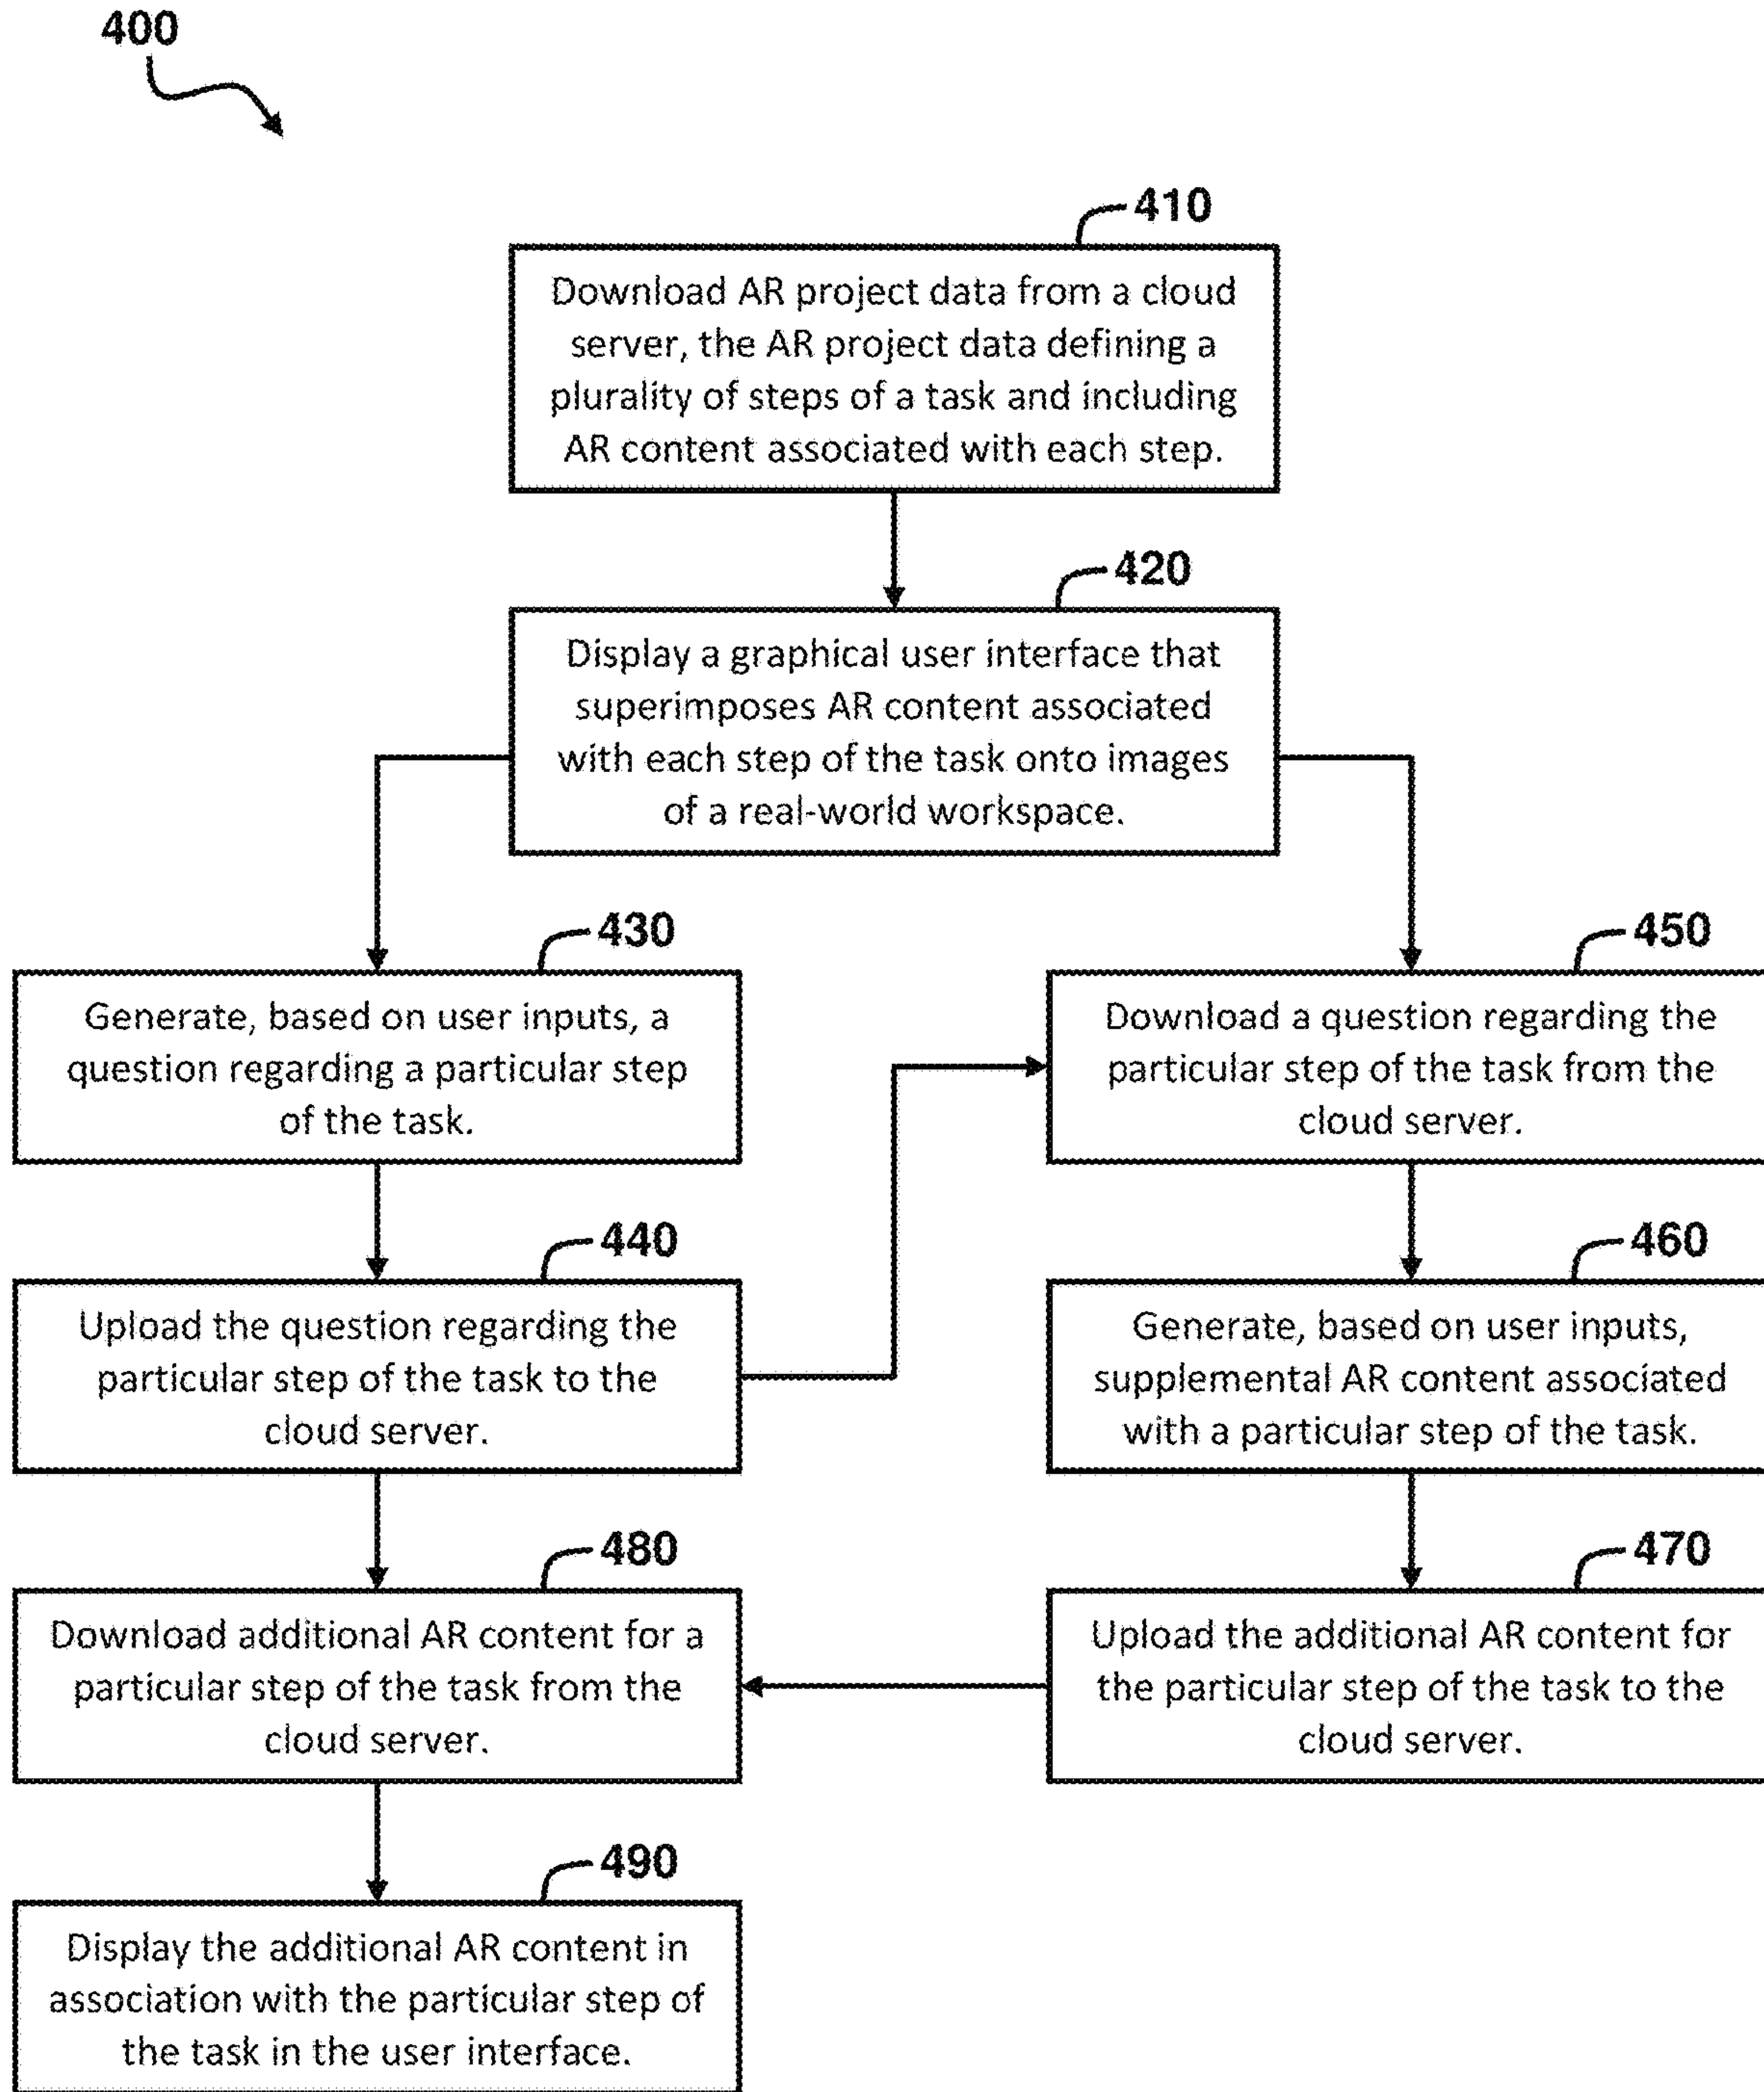 400
410
Download AR project data from a cloud
server, the AR project data defining a
plurality of steps of a task and including
AR content associated with each step.
420
Display a graphical user interface that
superimposes AR content associated
with each step of the task onto images
of a real-world workspace.
430
Generate, based on user inputs, a
question regarding a particular step
of the task.
440
Upload the question regarding the
particular step of the task to the
cloud server.
450
Download a question regarding the
particular step of the task from the
cloud server.
460
Generate, based on user inputs,
supplemental AR content associated
with a particular step of the task.
470
Upload the additional AR content for
the particular step of the task to the
cloud server.
480
Download additional AR content for a
particular step of the task from the
cloud server.
490
Display the additional AR content in
association with the particular step of
the task in the user interface.